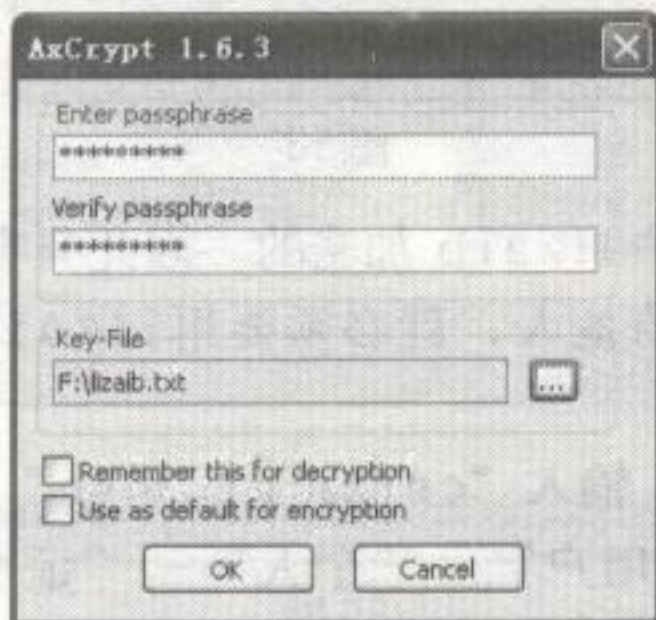 AxCrypt 1.6.3
Enter passphrase
*********
Verify passphrase
*********
Key-File
F:\lizaib.txt
...
Remember this for decryption
Use as default for encryption
OK
Cancel